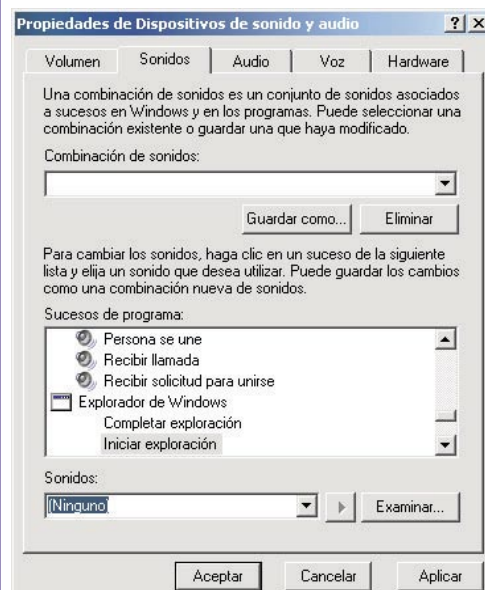 Propiedades de Dispositivos de sonido y audio
Volumen Sonidos Audio Voz Hardware
Una combinación de sonidos es un conjunto de sonidos asociados
a sucesos en Windows y en los programas. Puede seleccionar una
combinación existente o guardar una que haya modificado.
Combinación de sonidos:
Guardar como... Eliminar
Para cambiar los sonidos, haga clic en un suceso de la siguiente
lista y elija un sonido que desea utilizar. Puede guardar los cambios
como una combinación nueva de sonidos.
Sucesos de programa:
Persona se une
Recibir llamada
Recibir solicitud para unirse
Explorador de Windows
Completar exploración
Iniciar exploración
Sonidos:
(Ninguno) Examinar...
Aceptar Cancelar Aplicar